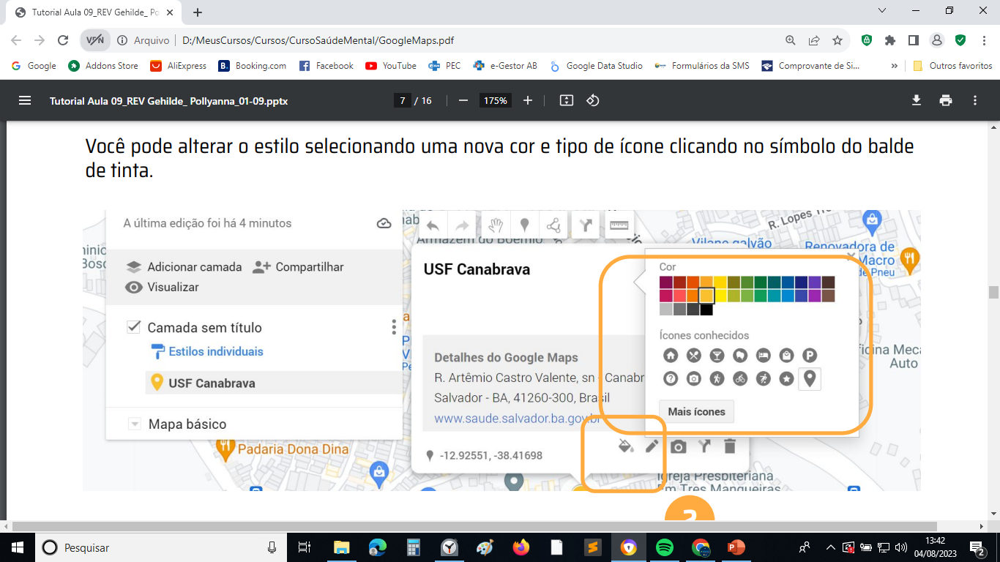 Tutorial Aula 09_REV Gehilde_ Po
VPN
Arquivo
D:/MeusCursos/Cursos/CursoSaúdeMental/GoogleMaps.pdf
Google
Addons Store
AliExpress
B. Booking.com
Facebook
YouTube
PEC
e-Gestor AB
Google Data Studio
Formulários da SMS
Comprovante de Si...
»
Outros favoritos
Tutorial Aula 09_REV Gehilde_ Pollyanna_01-09.pptx
7 / 16
175%
Você pode alterar o estilo selecionando uma nova cor e tipo de ícone clicando no símbolo do balde
de tinta.
A última edição foi há 4 minutos
Adicionar camada
Compartilhar
Visualizar
Camada sem título
Estilos individuais
USF Canabrava
Mapa básico
Padaria Dona Dina
Armazém do Boêmio
R. Lopes
Vilane galvão
Renovadora de
Macro
de Pneu
USF Canabrava
Detalhes do Google Maps
R. Artêmio Castro Valente, sn - Canabr
Salvador - BA, 41260-300, Brasil
www.saude.salvador.ba.gov.br
-12.92551, -38.41698
Cor
Ícones conhecidos
P
?
Mais ícones
ficina Meca
Auto
Igreja Presbiteriana
Em Tres Mangueiras
Pesquisar
13:42
04/08/2023
2